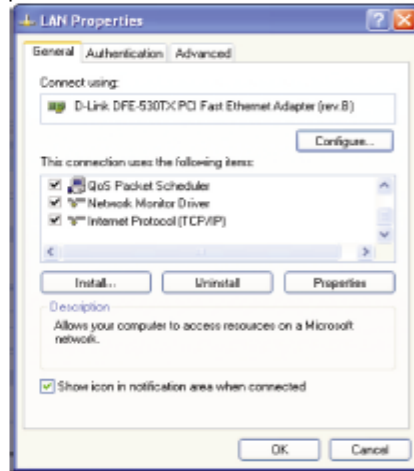 LAN Properties
General Authentication Advanced
Connect using:
D-Link DFE-530TX PCI Fast Ethernet Adapter (rev.B)
Configure...
This connection uses the following items:
QoS Packet Scheduler
Network Monitor Driver
Internet Protocol (TCP/IP)
Install... Uninstall Properties
Description
Allows your computer to access resources on a Microsoft
network.
Show icon in notification area when connected
OK Cancel